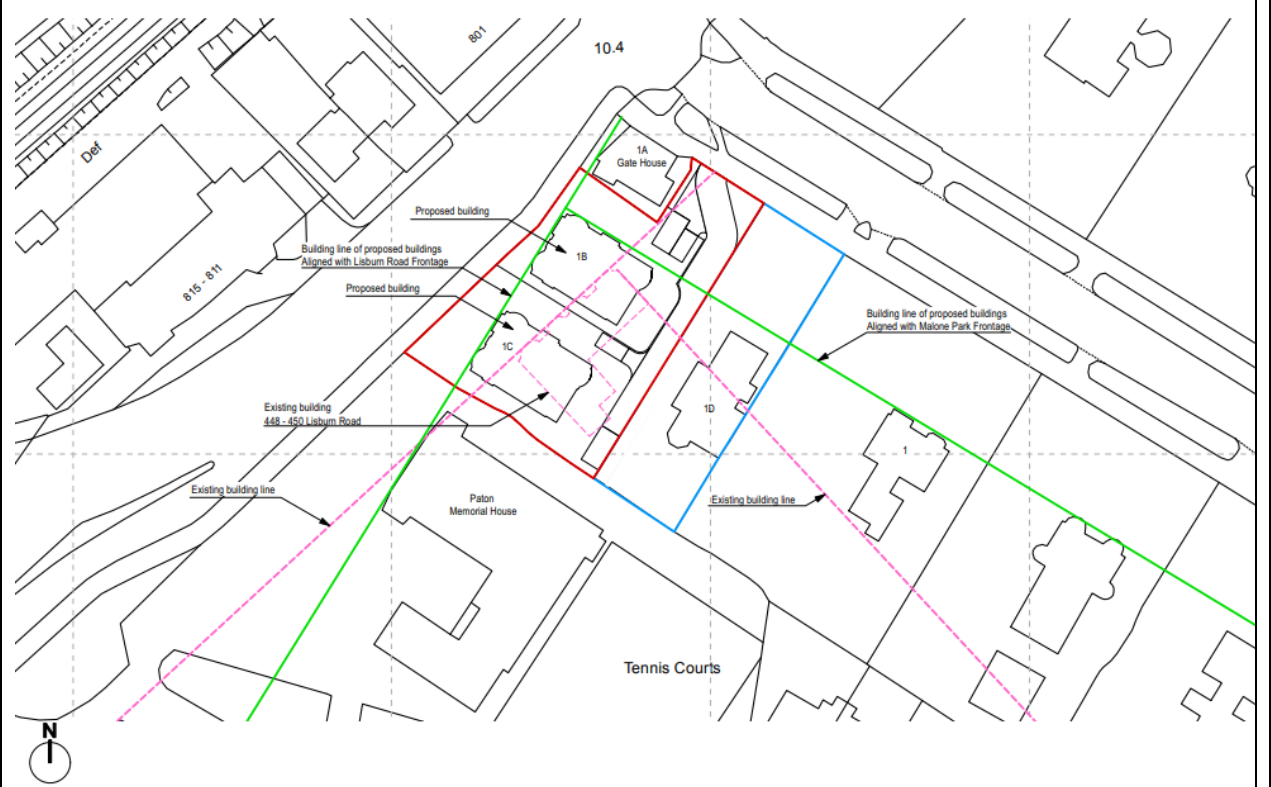 801
10.4
Def
1A
Gate House
Proposed building
1B
Building line of proposed buildings
Aligned with Lisburn Road Frontage
815 - 811
Proposed building
1C
Building line of proposed buildings
Aligned with Malone Park Frontage
Existing building
448 - 450 Lisburn Road
1D
1
Existing building line
Paton
Memorial House
Existing building line
Tennis Courts
N